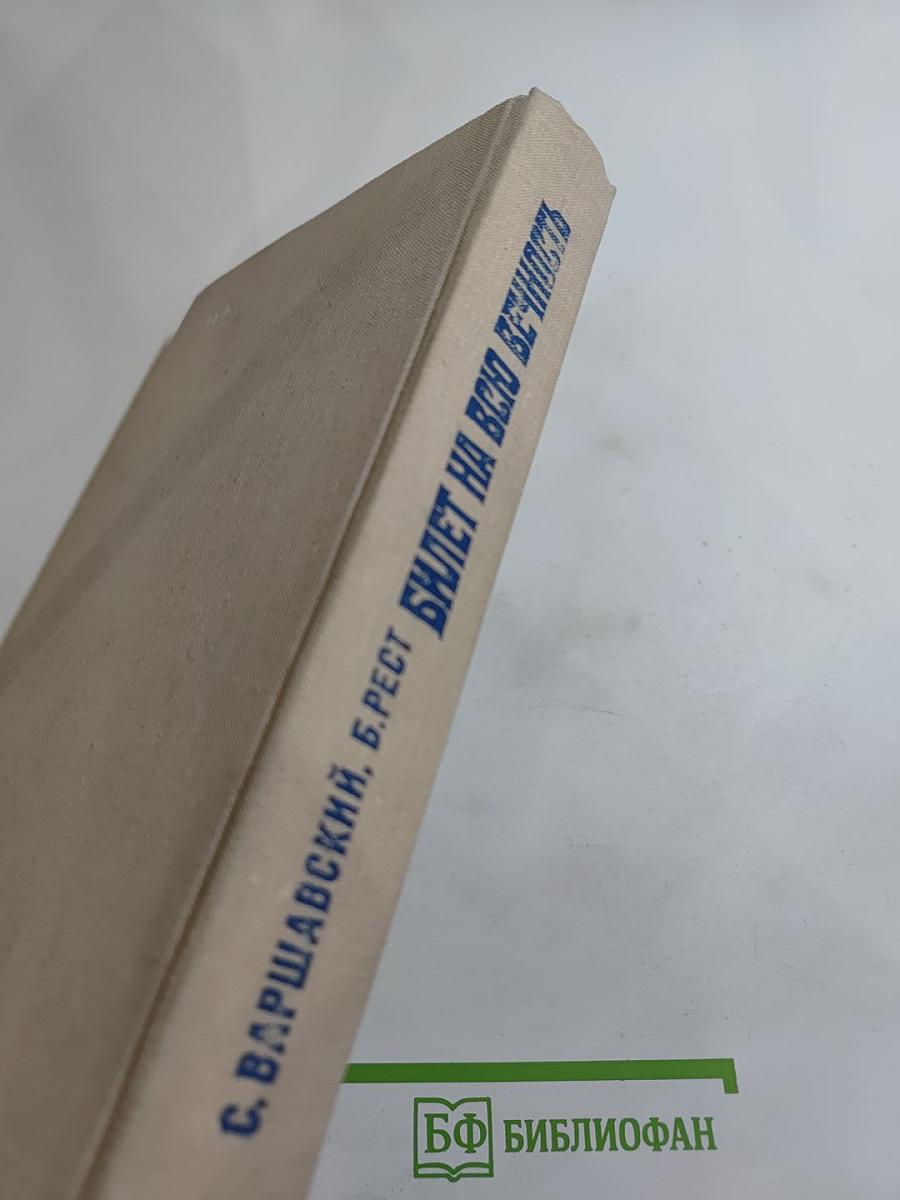 С. ВАРШАВСКИЙ, Б. РЕСТ БИЛЕТ НА ВСЮ ВЕЧНОСТЬ
БФ БИБЛИОФАН